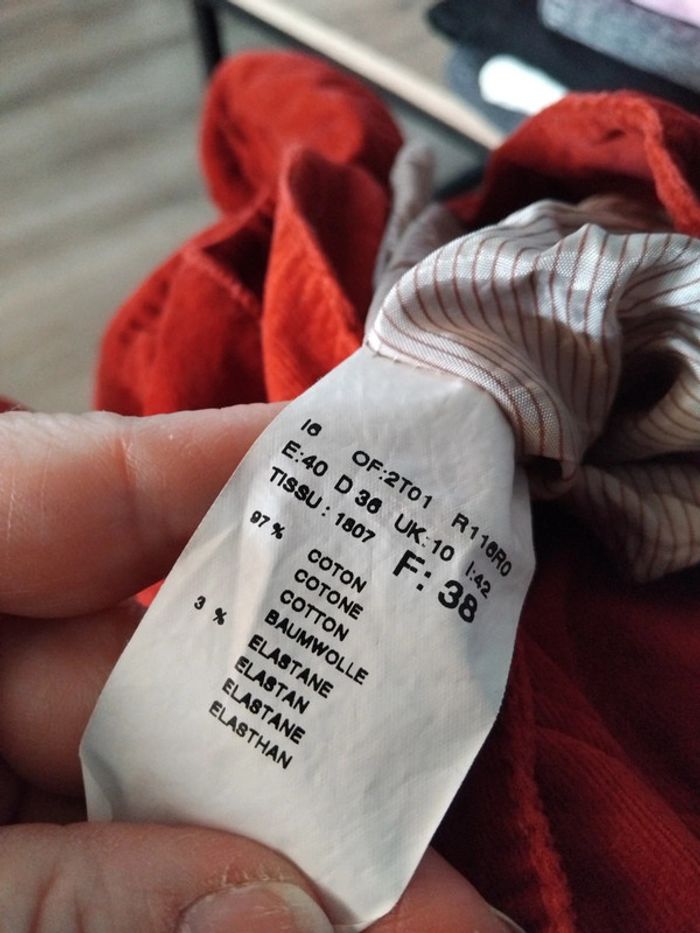 16 OF:2T01 R116R0
E:40 D 36 UK:10 I:42
TISSU: 1807 F: 38
97 %
COTON
COTONE
COTTON
BAUMWOLLE
3 %
ELASTANE
ELASTAN
ELASTANE
ELASTHAN